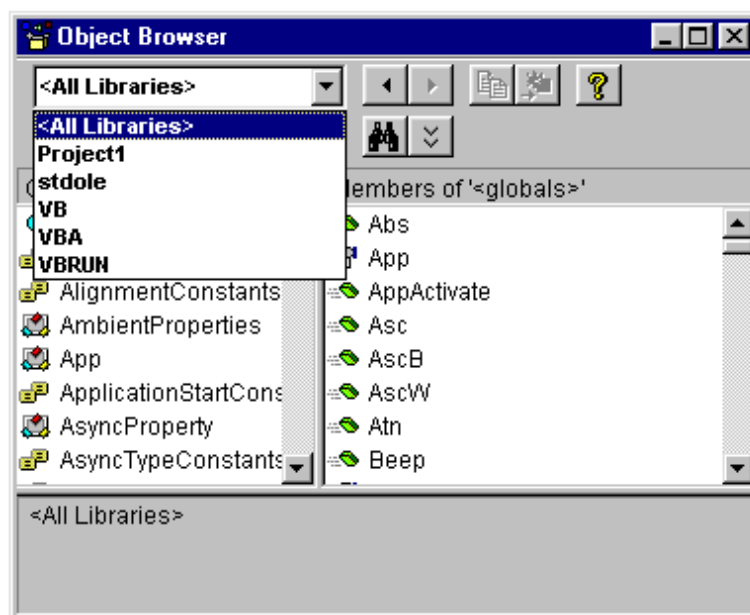 Object Browser
<All Libraries>
<All Libraries>
Project1
stdole
VB
VBA
VBRUN
Members of '<globals>'
AlignmentConstants
AmbientProperties
App
ApplicationStartCons
AsyncProperty
AsyncTypeConstants
Abs
App
AppActivate
Asc
AscB
AscW
Atn
Beep
<All Libraries>